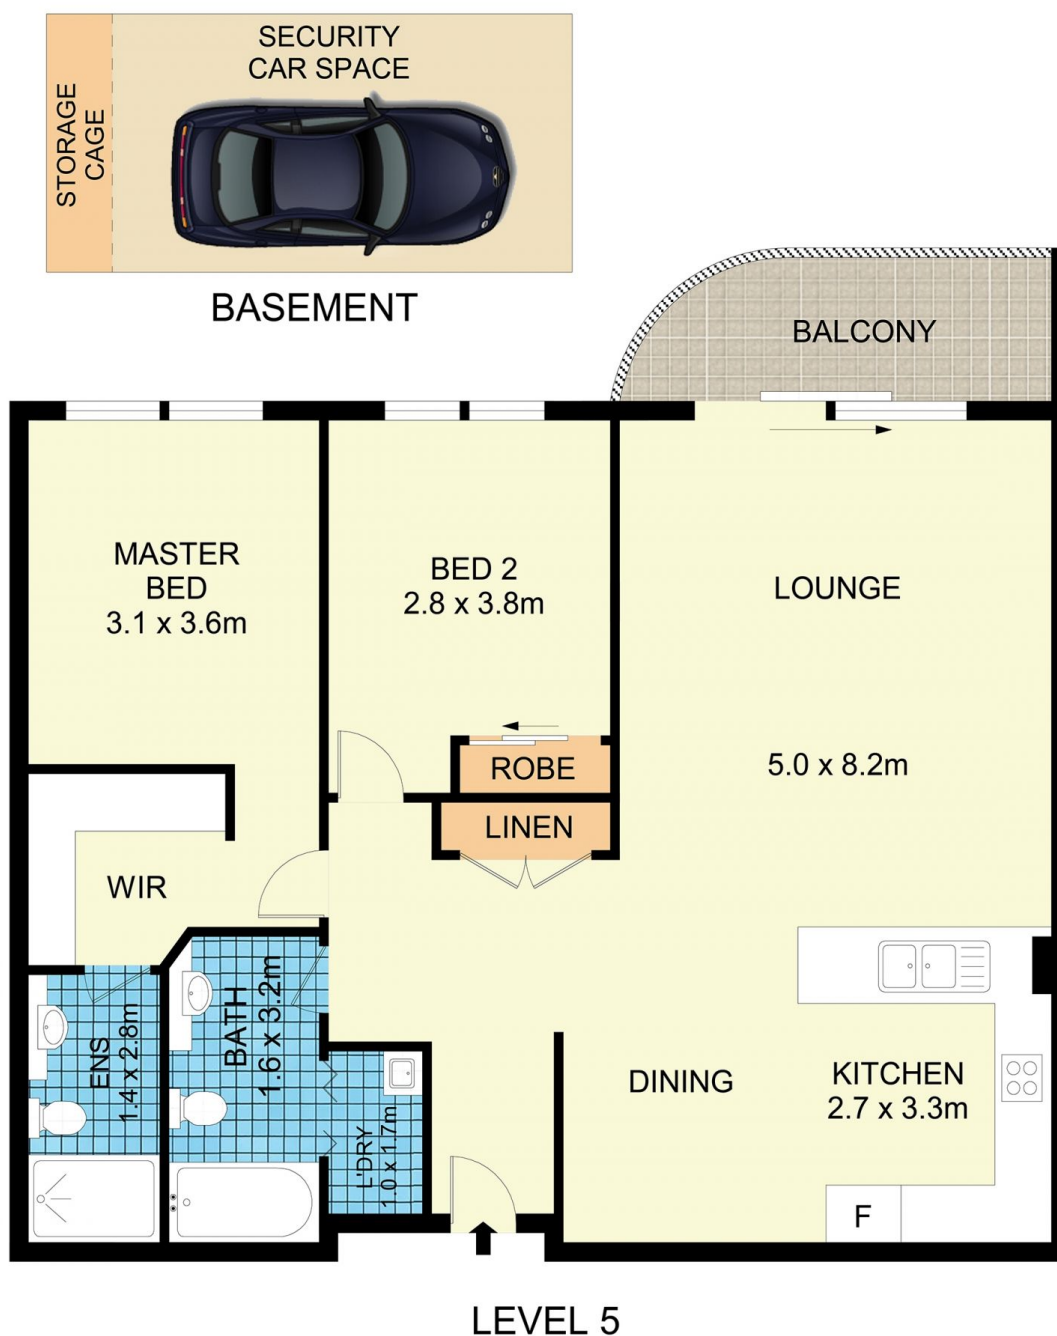 STORAGE
CAGE
SECURITY
CAR SPACE
BASEMENT
BALCONY
MASTER
BED
3.1 x 3.6m
BED 2
2.8 x 3.8m
LOUNGE
5.0 x 8.2m
ROBE
LINEN
WIR
ENS
1.4 x 2.8m
BATH
1.6 x 3.2m
L'DRY
1.0 x 1.7m
DINING
KITCHEN
2.7 x 3.3m
F
LEVEL 5